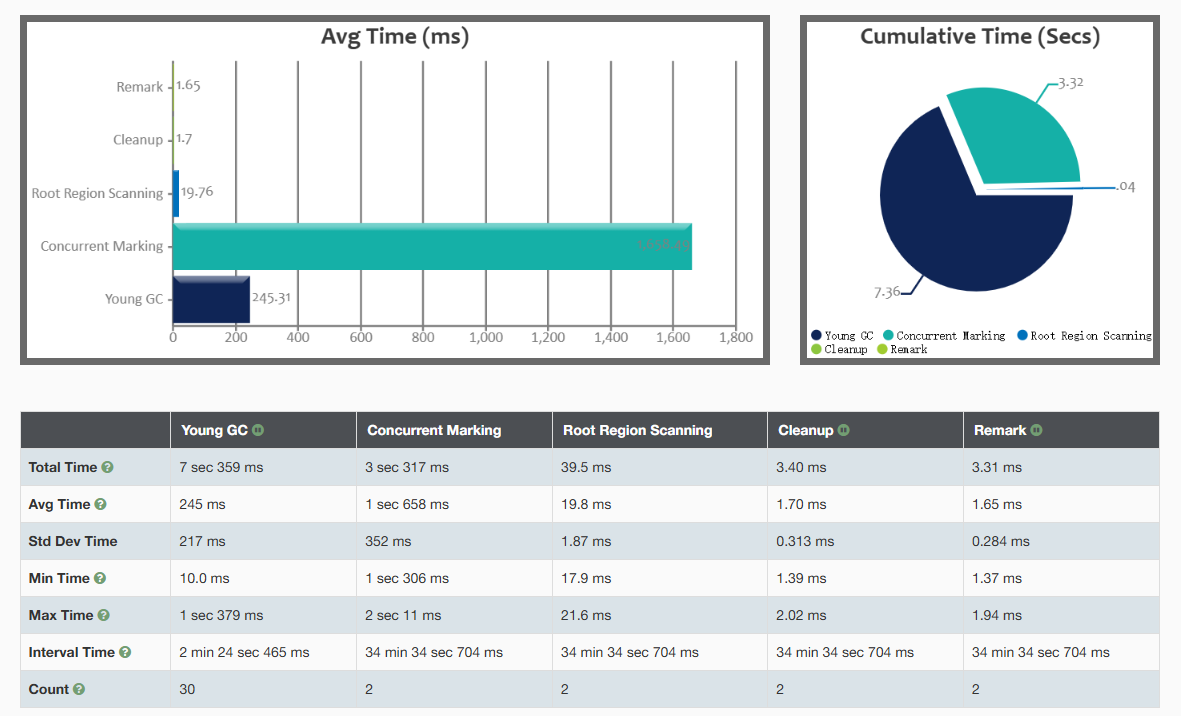 Avg Time (ms)
Remark 1.65
Cleanup 1.7
Root Region Scanning 19.76
Concurrent Marking
Young GC 245.31
0 200 400 600 800 1,000 1,200 1,400 1,600 1,800
Cumulative Time (Secs)
3.32
.04
7.36
Young GC Concurrent Marking Root Region Scanning
Cleanup Remark
Young GC Concurrent Marking Root Region Scanning Cleanup Remark
Total Time 7 sec 359 ms 3 sec 317 ms 39.5 ms 3.40 ms 3.31 ms
Avg Time 245 ms 1 sec 658 ms 19.8 ms 1.70 ms 1.65 ms
Std Dev Time 217 ms 352 ms 1.87 ms 0.313 ms 0.284 ms
Min Time 10.0 ms 1 sec 306 ms 17.9 ms 1.39 ms 1.37 ms
Max Time 1 sec 379 ms 2 sec 11 ms 21.6 ms 2.02 ms 1.94 ms
Interval Time 2 min 24 sec 465 ms 34 min 34 sec 704 ms 34 min 34 sec 704 ms 34 min 34 sec 704 ms 34 min 34 sec 704 ms
Count 30 2 2 2 2